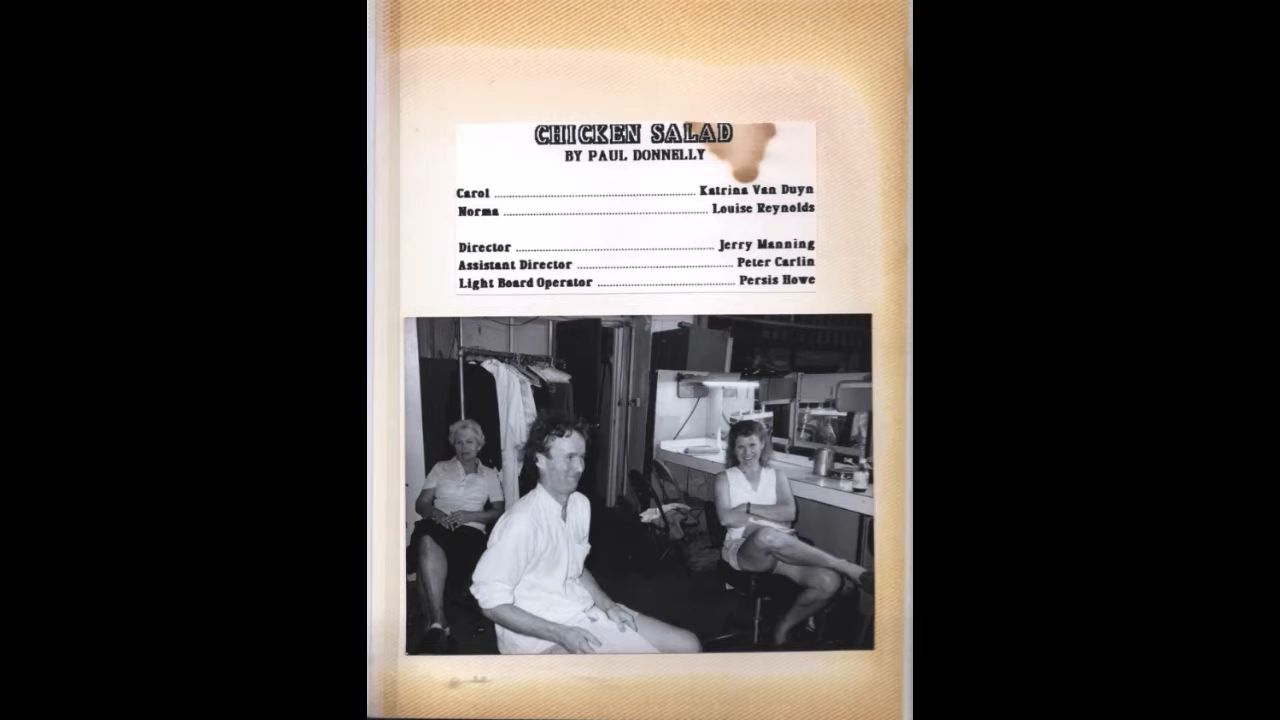 CHICKEN SALAD
BY PAUL DONNELLY
Carol ........................................................ Katrina Van Duyn
Norma ........................................................ Louise Reynolds
Director ........................................................ Jerry Manning
Assistant Director ............................................ Peter Carlin
Light Board Operator ........................................ Persis Howe